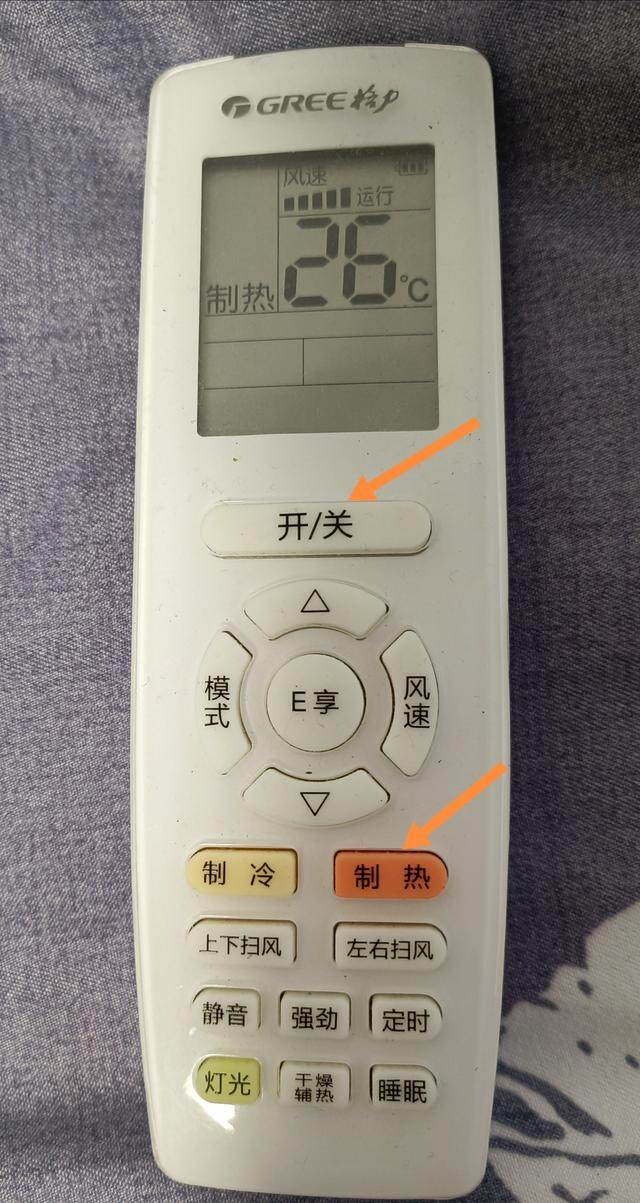 GREE格力
风速
运行
制热 26℃
开/关
模式
E享
风速
制冷
制热
上下扫风
左右扫风
静音
强劲
定时
灯光
干燥
辅热
睡眠